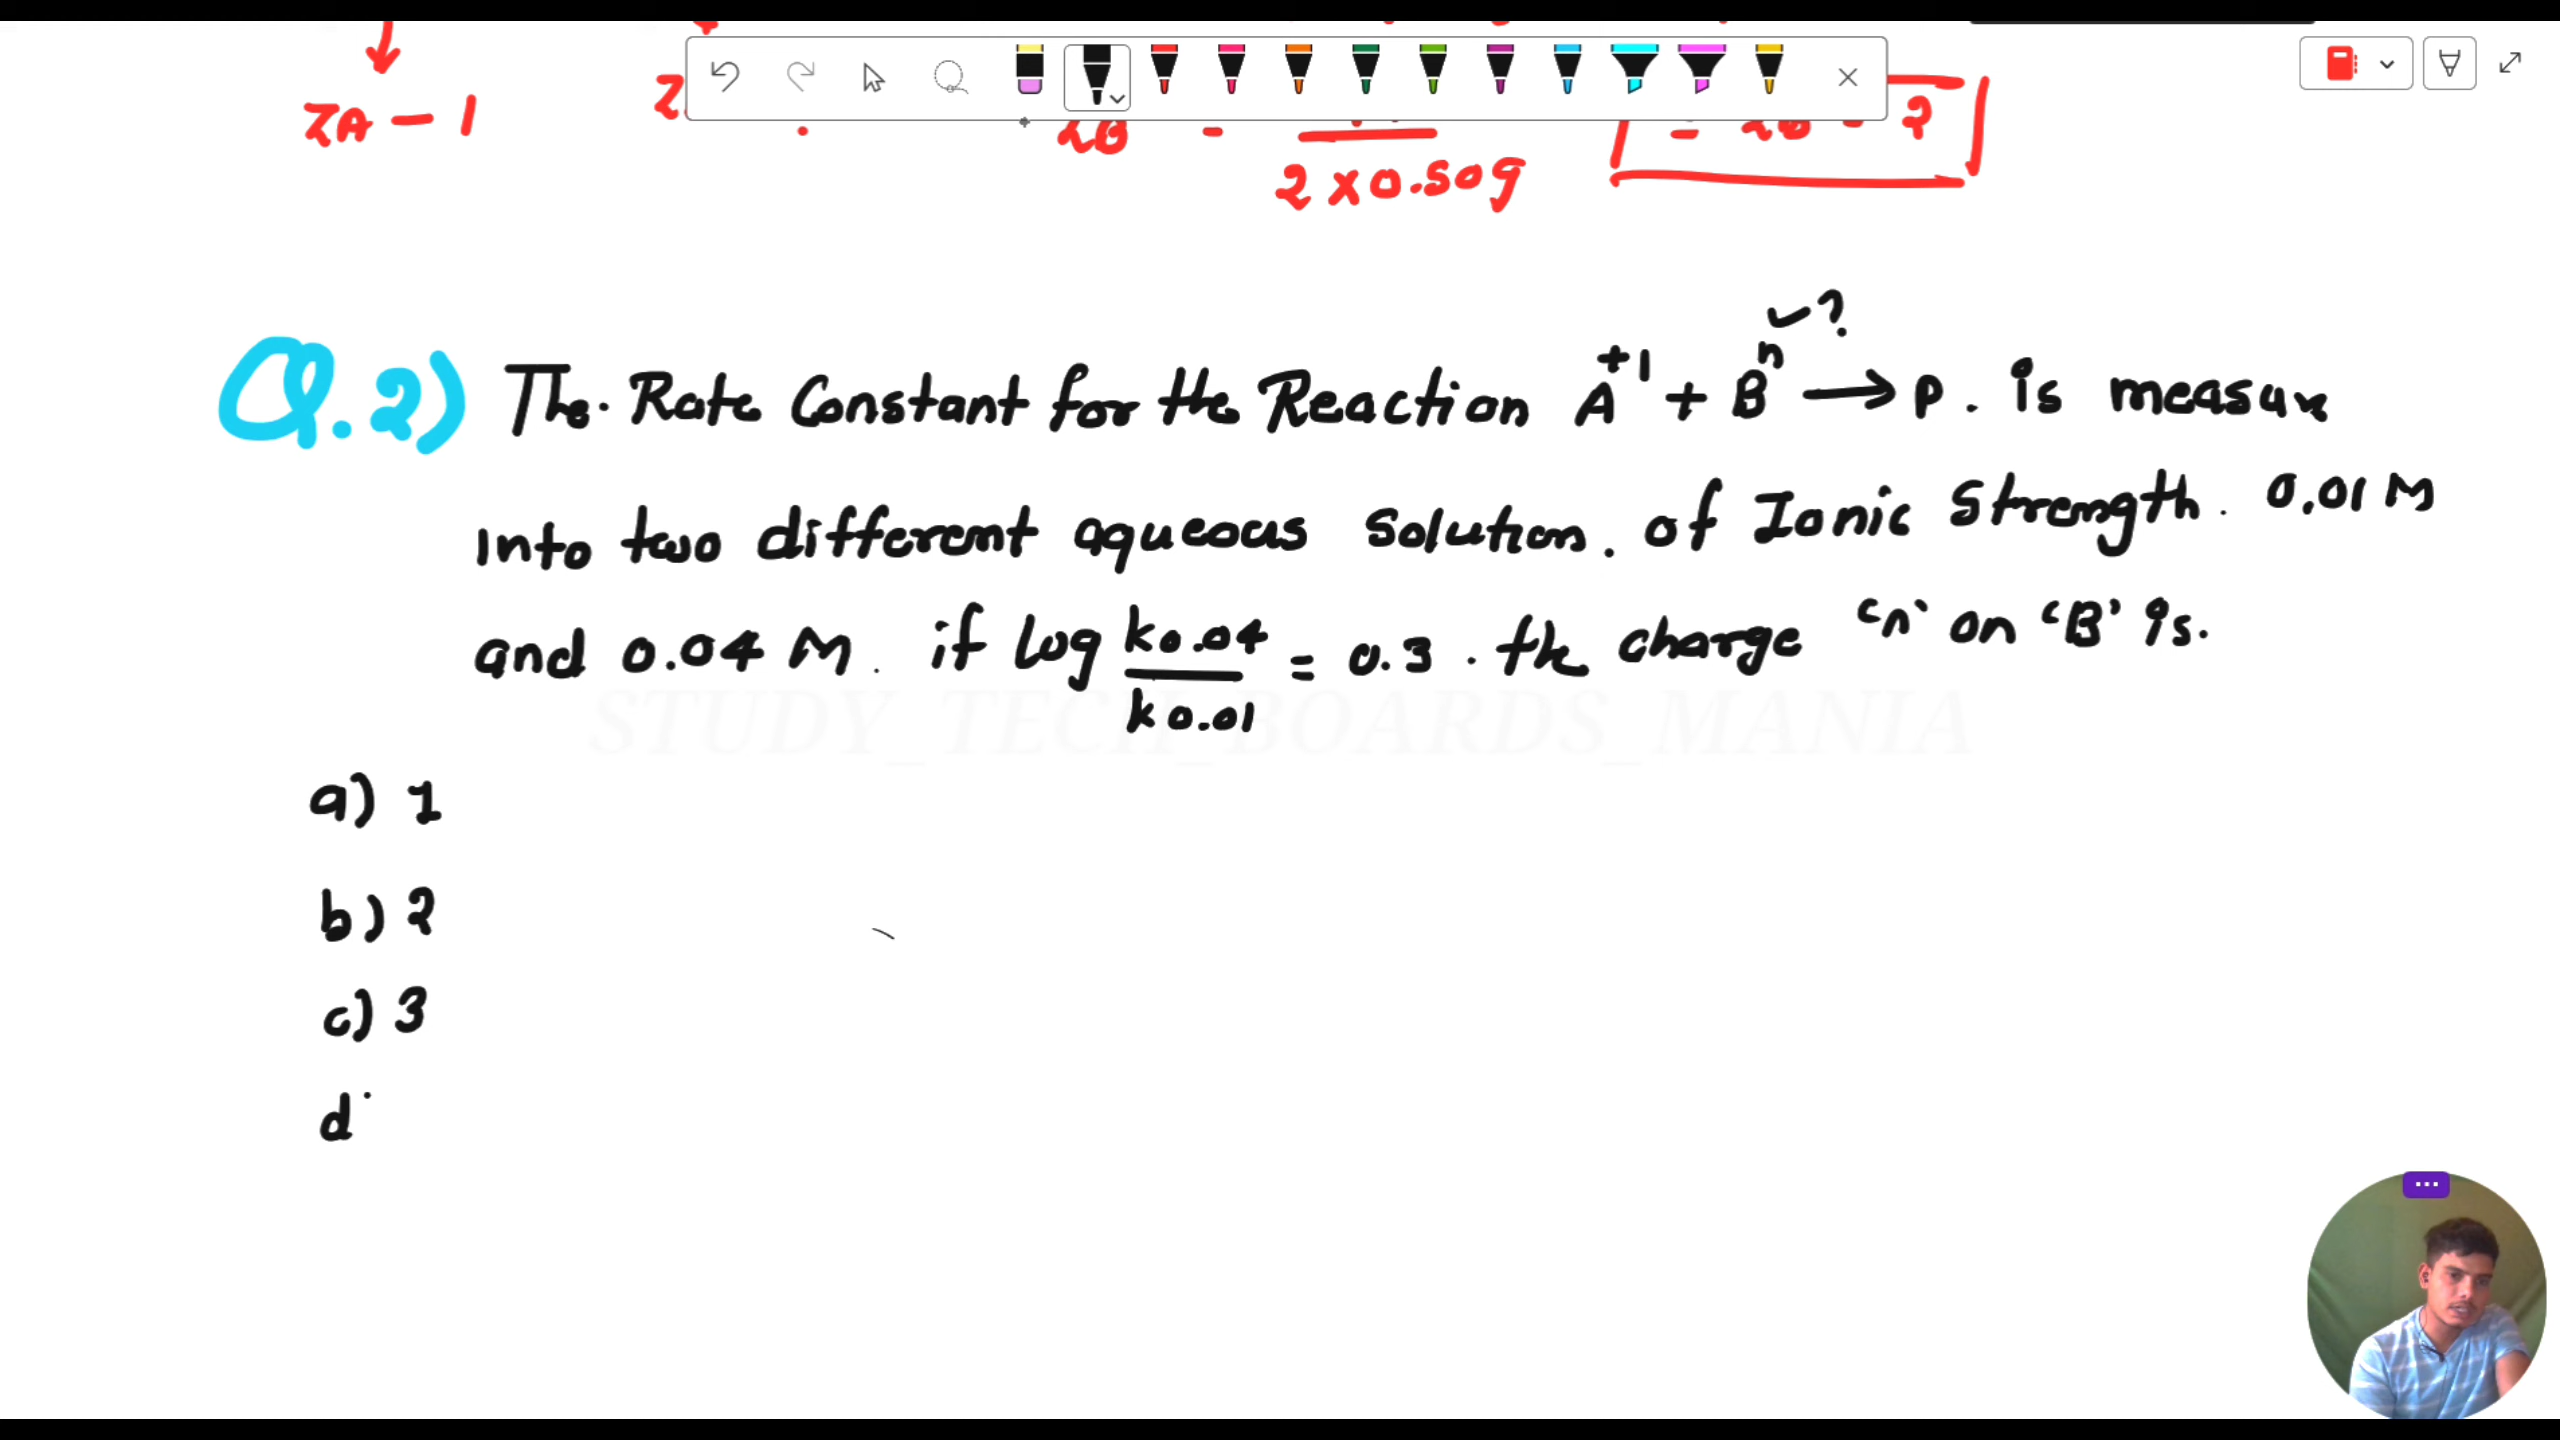 ZA - 1
2 × 0.509
Q.2) The. Rate Constant for the Reaction A⁺¹ + Bⁿ → P. is measure
?
into two different aqueous solution. of Ionic Strength. 0.01 M
and 0.04 M. if log k0.04/k0.01 = 0.3. the charge 'n' on 'B' is.
STUDY_TECH_BOARDS_MANIA
a) 1
b) 2
c) 3
d